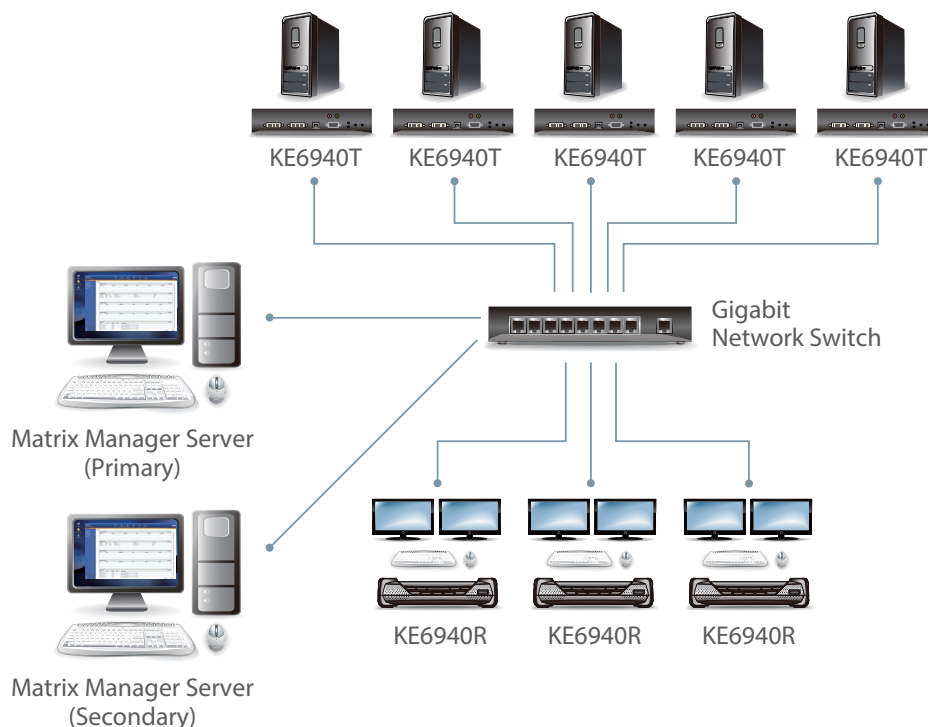 KE6940T
KE6940T
KE6940T
KE6940T
KE6940T
Gigabit
Network Switch
Matrix Manager Server
(Primary)
KE6940R
KE6940R
KE6940R
Matrix Manager Server
(Secondary)